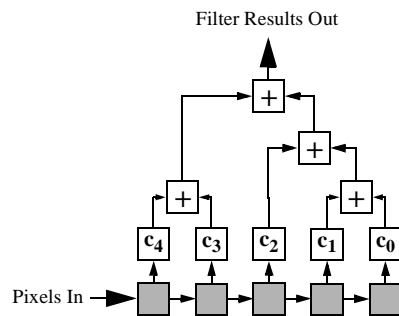 Filter Results Out
+
+
+ +
c4 c3 c2 c1 c0
Pixels In